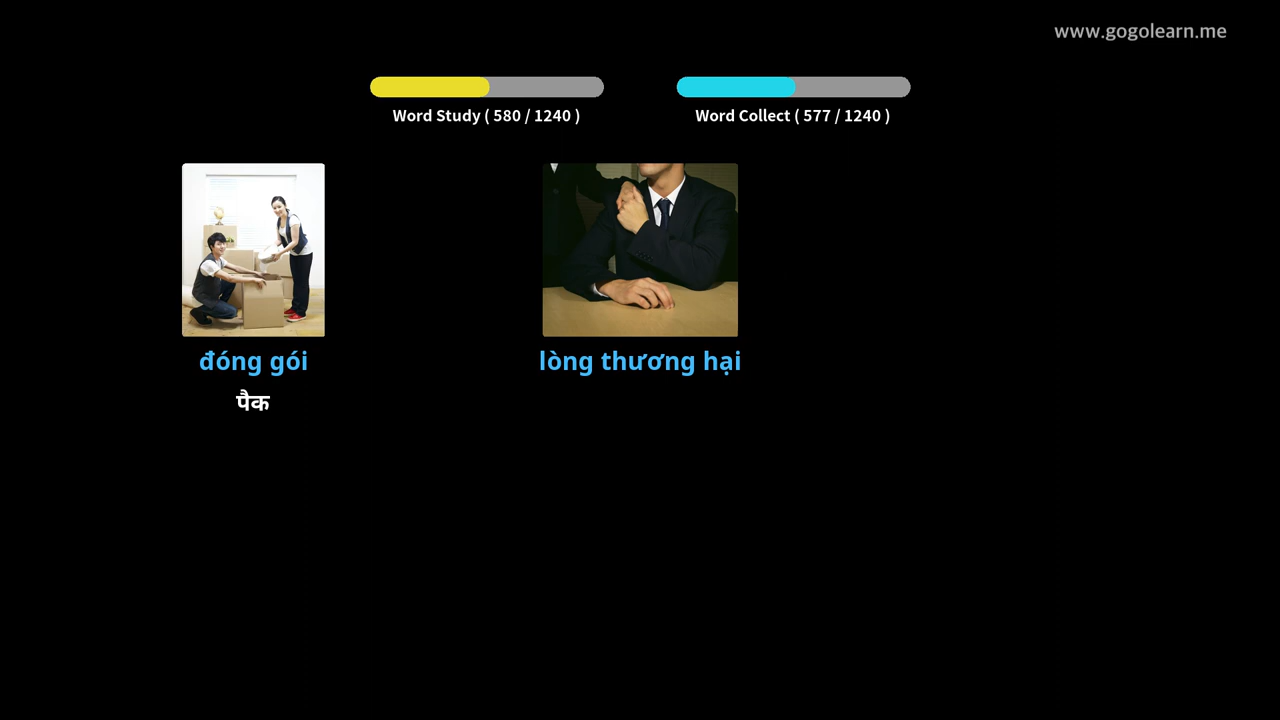 www.gogolearn.me
Word Study ( 580 / 1240 )
Word Collect ( 577 / 1240 )
đóng gói
lòng thương hại
पैक